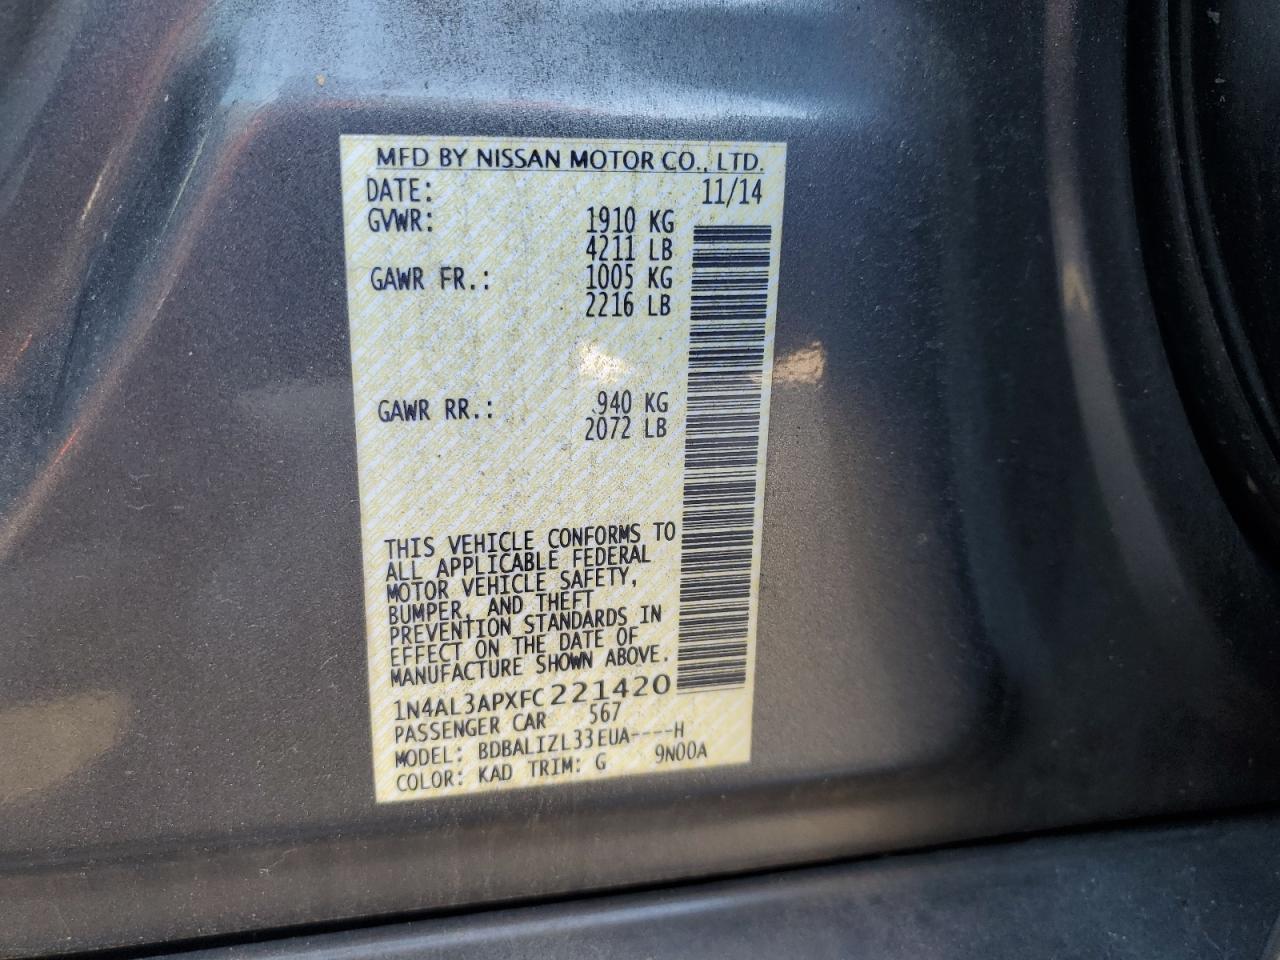 MFD BY NISSAN MOTOR CO., LTD.
DATE: 11/14
GVWR: 1910 KG
4211 LB
GAWR FR.: 1005 KG
2216 LB
GAWR RR.: 940 KG
2072 LB
THIS VEHICLE CONFORMS TO
ALL APPLICABLE FEDERAL
MOTOR VEHICLE SAFETY,
BUMPER, AND THEFT
PREVENTION STANDARDS IN
EFFECT ON THE DATE OF
MANUFACTURE SHOWN ABOVE.
1N4AL3APXFC221420
PASSENGER CAR 567
MODEL: BDBALIZL33EUA----H
COLOR: KAD TRIM: G 9N00A